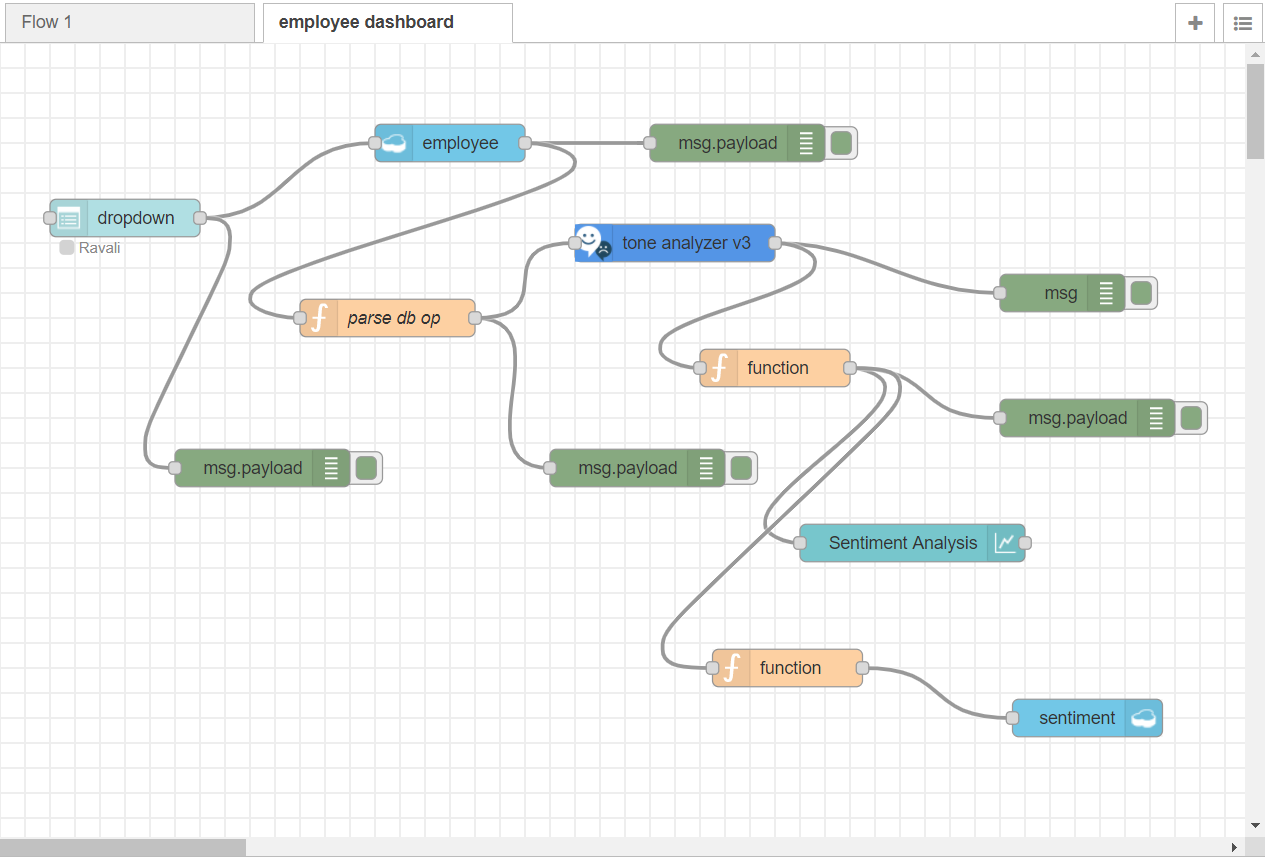 Flow 1
employee dashboard
employee
msg.payload
dropdown
Ravali
tone analyzer v3
msg
parse db op
function
msg.payload
msg.payload
msg.payload
Sentiment Analysis
function
sentiment